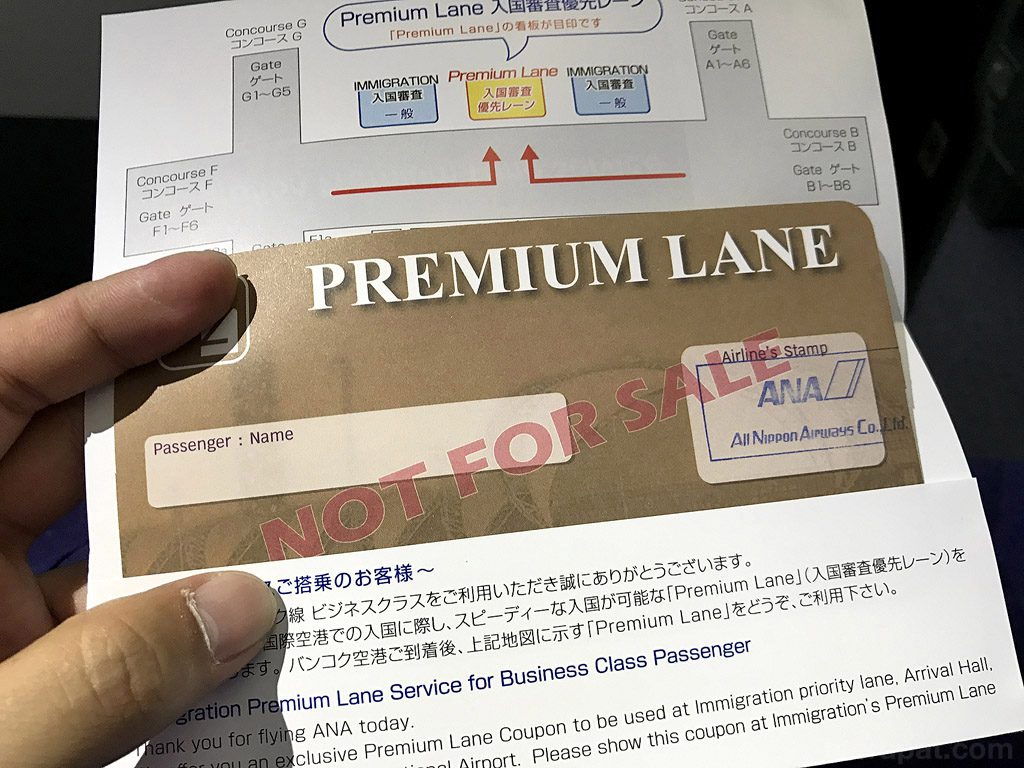 Premium Lane 入国審査優先レーン
「Premium Lane」の看板が目印です
Concourse G
コンコース G
Gate
ゲート
G1〜G5
コンコース A
Gate
ゲート
A1〜A6
IMMIGRATION
入国審査
一般
Premium Lane
入国審査
優先レーン
IMMIGRATION
入国審査
一般
Concourse F
コンコース F
Gate ゲート
F1〜F6
Concourse B
コンコース B
Gate ゲート
B1〜B6
PREMIUM LANE
Airline's Stamp
ANA
All Nippon Airways Co., Ltd.
Passenger : Name
NOT FOR SALE
ご搭乗のお客様〜
線 ビジネスクラスをご利用いただき誠にありがとうございます。
国際空港での入国に際し、スピーディーな入国が可能な「Premium Lane」(入国審査優先レーン)を
ます。バンコク空港ご到着後、上記地図に示す「Premium Lane」をどうぞ、ご利用下さい。
gration Premium Lane Service for Business Class Passenger
Thank you for flying ANA today.
offer you an exclusive Premium Lane Coupon to be used at Immigration priority lane, Arrival Hall,
tional Airport. Please show this coupon at Immigration's Premium Lane